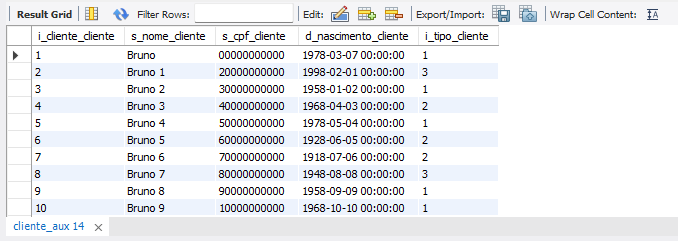 Result Grid Filter Rows: Edit: Export/Import: Wrap Cell Content: IA
i_cliente_cliente s_nome_cliente s_cpf_cliente d_nascimento_cliente i_tipo_cliente
1 Bruno 00000000000 1978-03-07 00:00:00 1
2 Bruno 1 20000000000 1998-02-01 00:00:00 3
3 Bruno 2 30000000000 1958-01-02 00:00:00 1
4 Bruno 3 40000000000 1968-04-03 00:00:00 2
5 Bruno 4 50000000000 1978-05-04 00:00:00 1
6 Bruno 5 60000000000 1928-06-05 00:00:00 2
7 Bruno 6 70000000000 1918-07-06 00:00:00 2
8 Bruno 7 80000000000 1948-08-08 00:00:00 3
9 Bruno 8 90000000000 1958-09-09 00:00:00 1
10 Bruno 9 10000000000 1968-10-10 00:00:00 1
cliente_aux 14